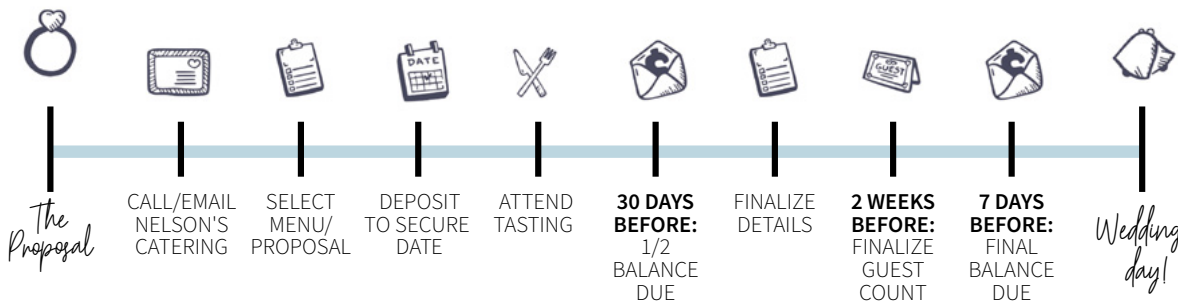 DATE
GUEST
The
Proposal
CALL/EMAIL
NELSON'S
CATERING
SELECT
MENU/
PROPOSAL
DEPOSIT
TO SECURE
DATE
ATTEND
TASTING
30 DAYS
BEFORE:
1/2
BALANCE
DUE
FINALIZE
DETAILS
2 WEEKS
BEFORE:
FINALIZE
GUEST
COUNT
7 DAYS
BEFORE:
FINAL
BALANCE
DUE
Wedding
day!